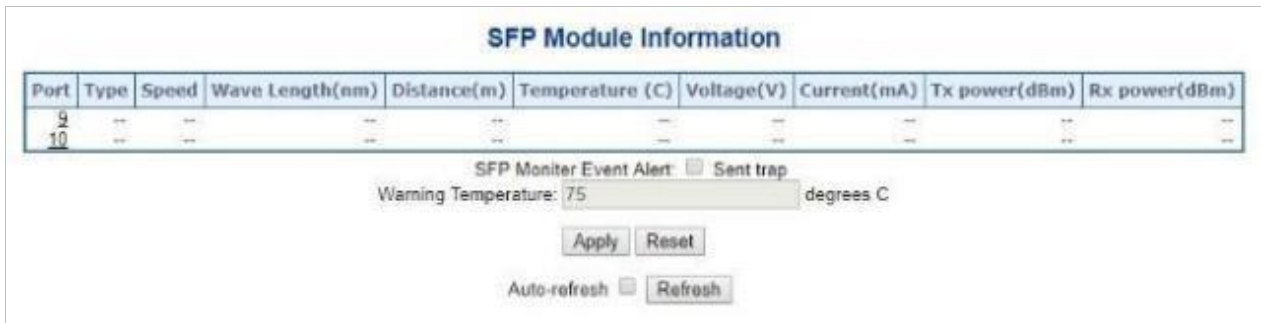 SFP Module Information
Port Type Speed Wave Length(nm) Distance(m) Temperature (C) Voltage(V) Current(mA) Tx power(dBm) Rx power(dBm)
9 -- -- -- -- -- -- -- -- --
10 -- -- -- -- -- -- -- -- --
SFP Moniter Event Alert: Sent trap
Warning Temperature: 75 degrees C
Apply Reset
Auto-refresh Refresh